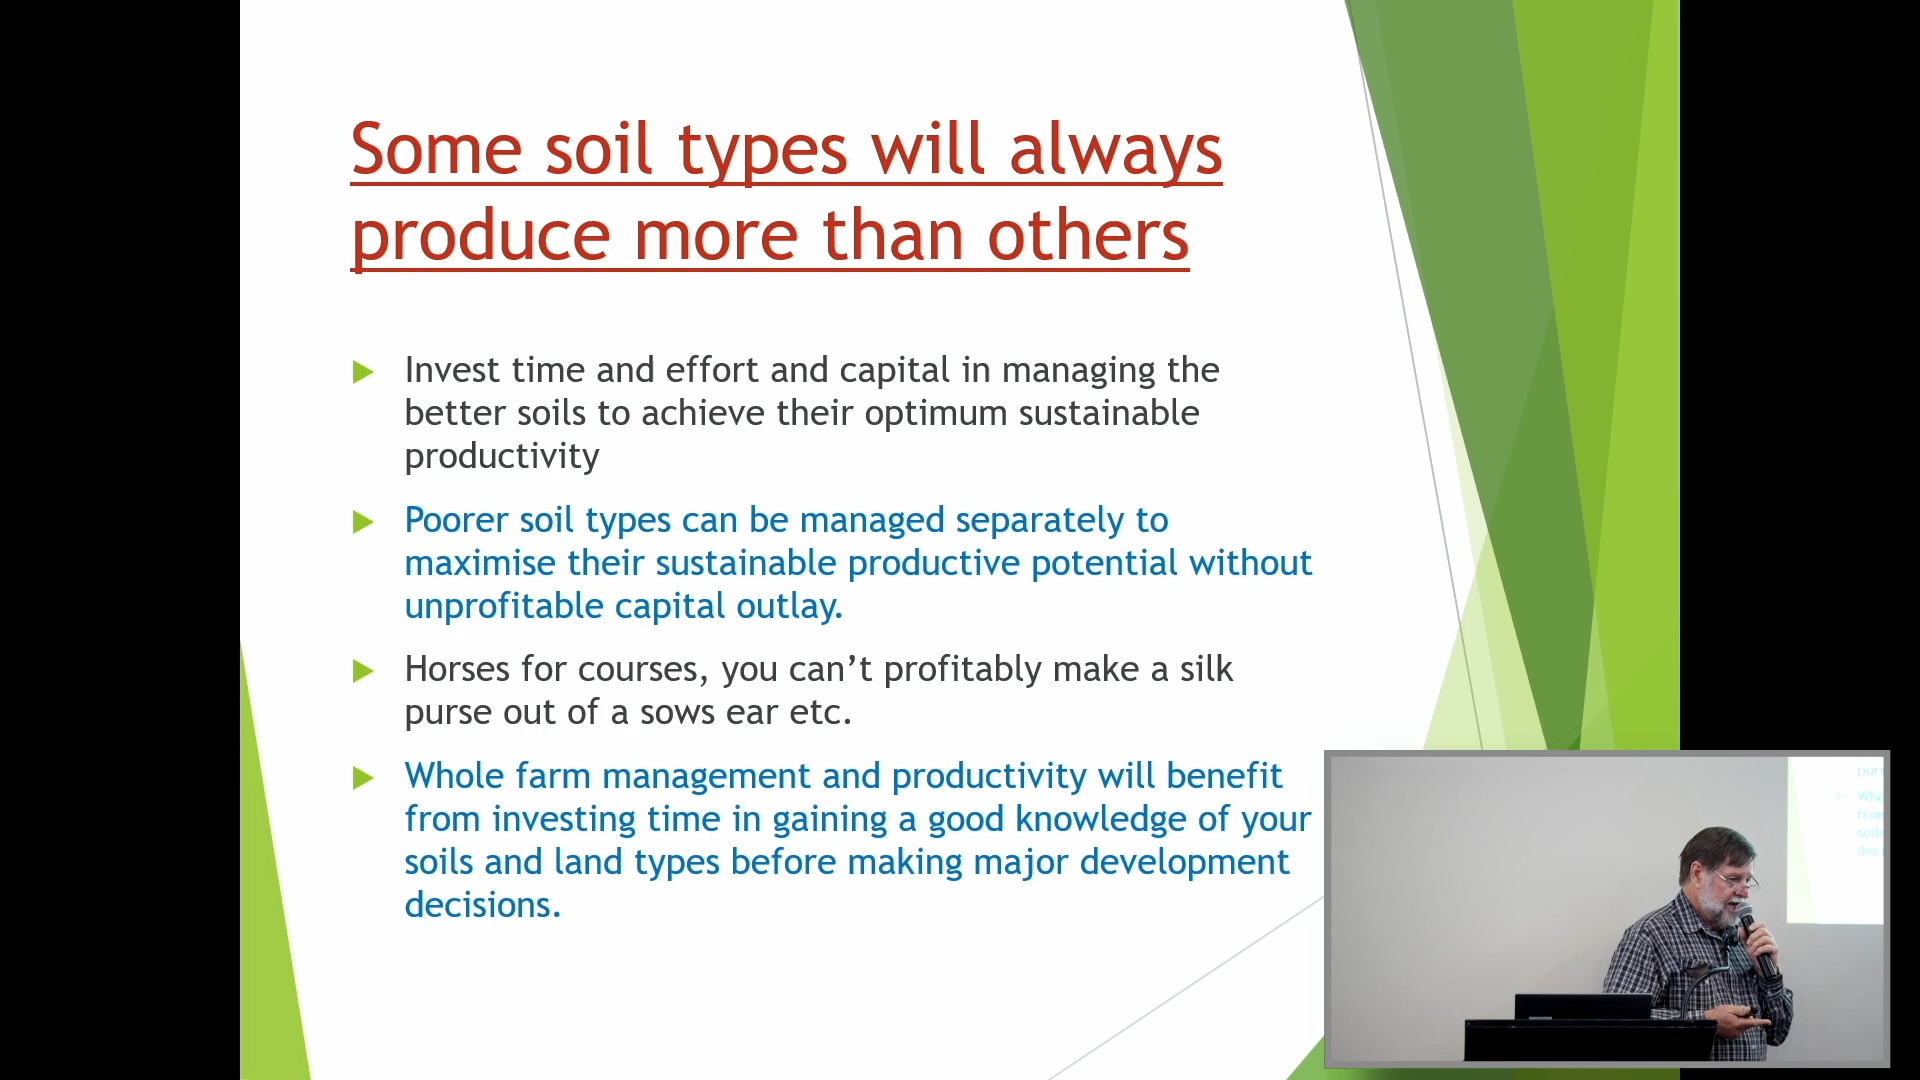 Some soil types will always
produce more than others
Invest time and effort and capital in managing the
better soils to achieve their optimum sustainable
productivity
Poorer soil types can be managed separately to
maximise their sustainable productive potential without
unprofitable capital outlay.
Horses for courses, you can’t profitably make a silk
purse out of a sows ear etc.
Whole farm management and productivity will benefit
from investing time in gaining a good knowledge of your
soils and land types before making major development
decisions.